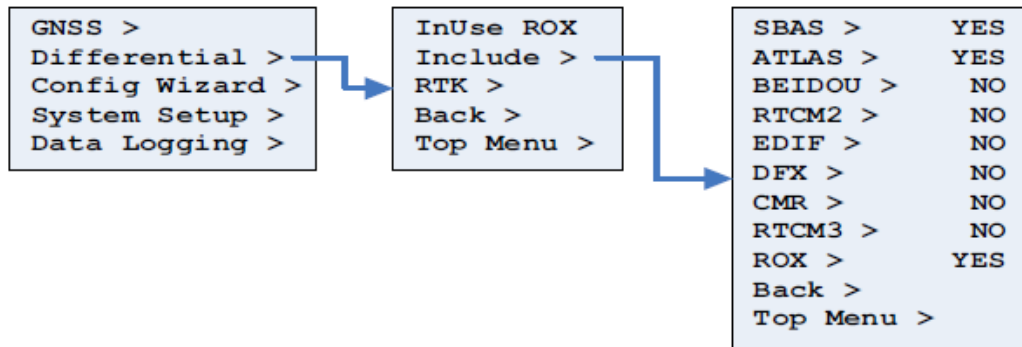 GNSS >
Differential >
Config Wizard >
System Setup >
Data Logging >
InUse ROX
Include >
RTK >
Back >
Top Menu >
SBAS > YES
ATLAS > YES
BEIDOU > NO
RTCM2 > NO
EDIF > NO
DFX > NO
CMR > NO
RTCM3 > NO
ROX > YES
Back >
Top Menu >